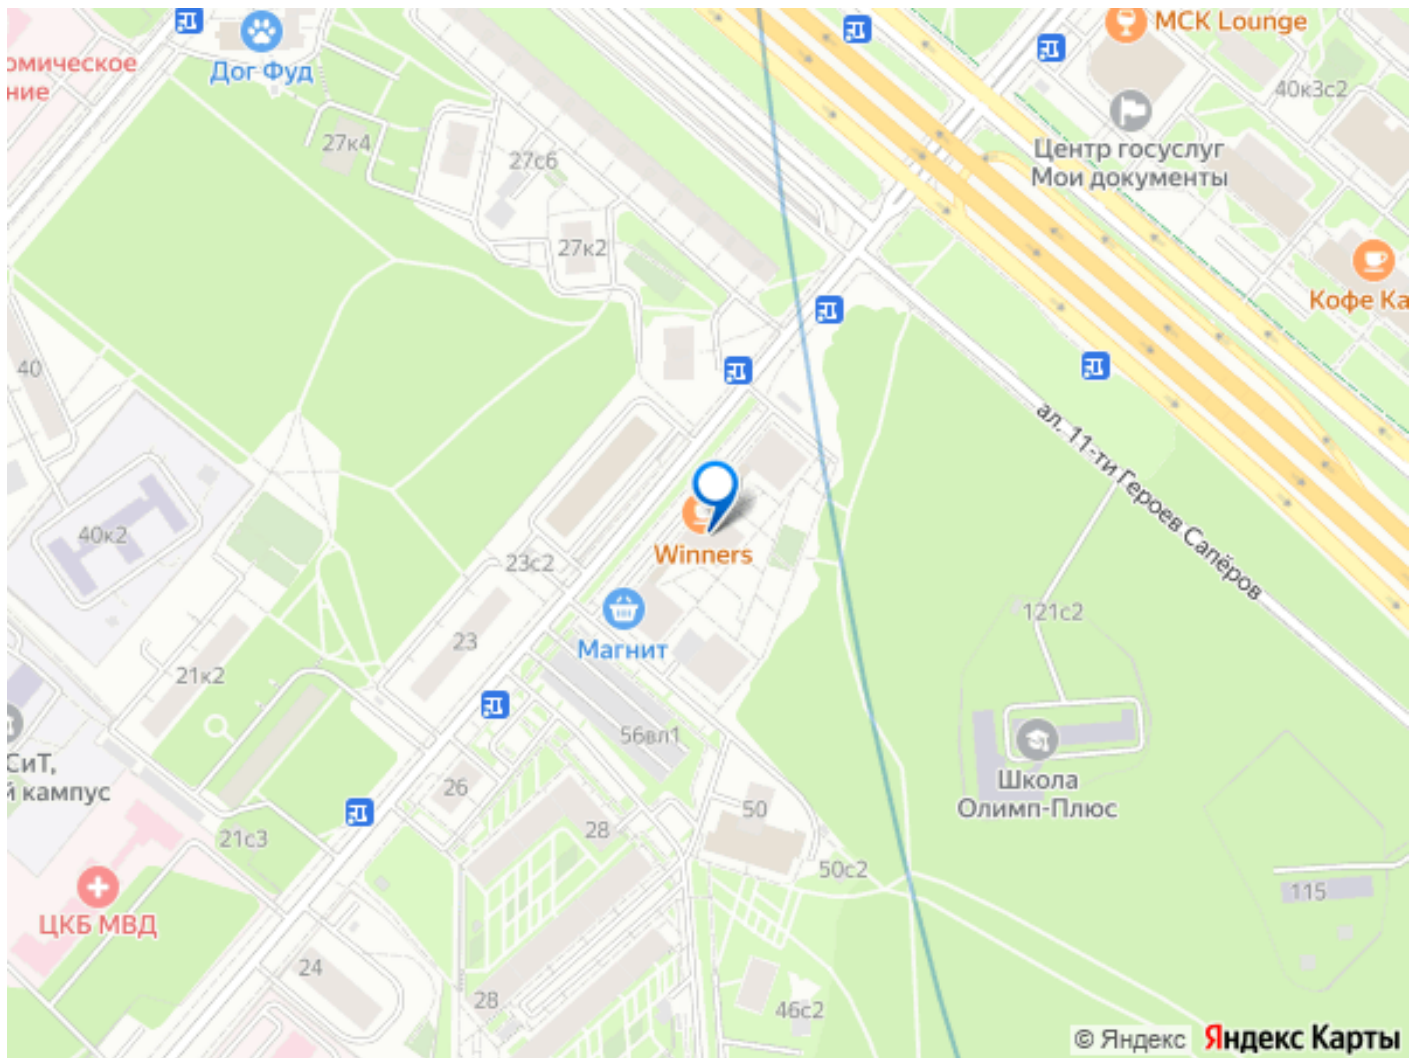 MCK Lounge
омическое
ние
Дог Фуд
40к3с2
27к4
27с6
Центр госуслуг
Мои документы
27к2
Кофе Ка
40
ал. 11-ти Героев Сапёров
40к2
Winners
23с2
121с2
23
Магнит
21к2
56вл1
СиТ,
й кампус
26
Школа
Олимп-Плюс
50
28
21с3
50с2
115
ЦКБ МВД
24
28
46с2
© Яндекс Яндекс Карты